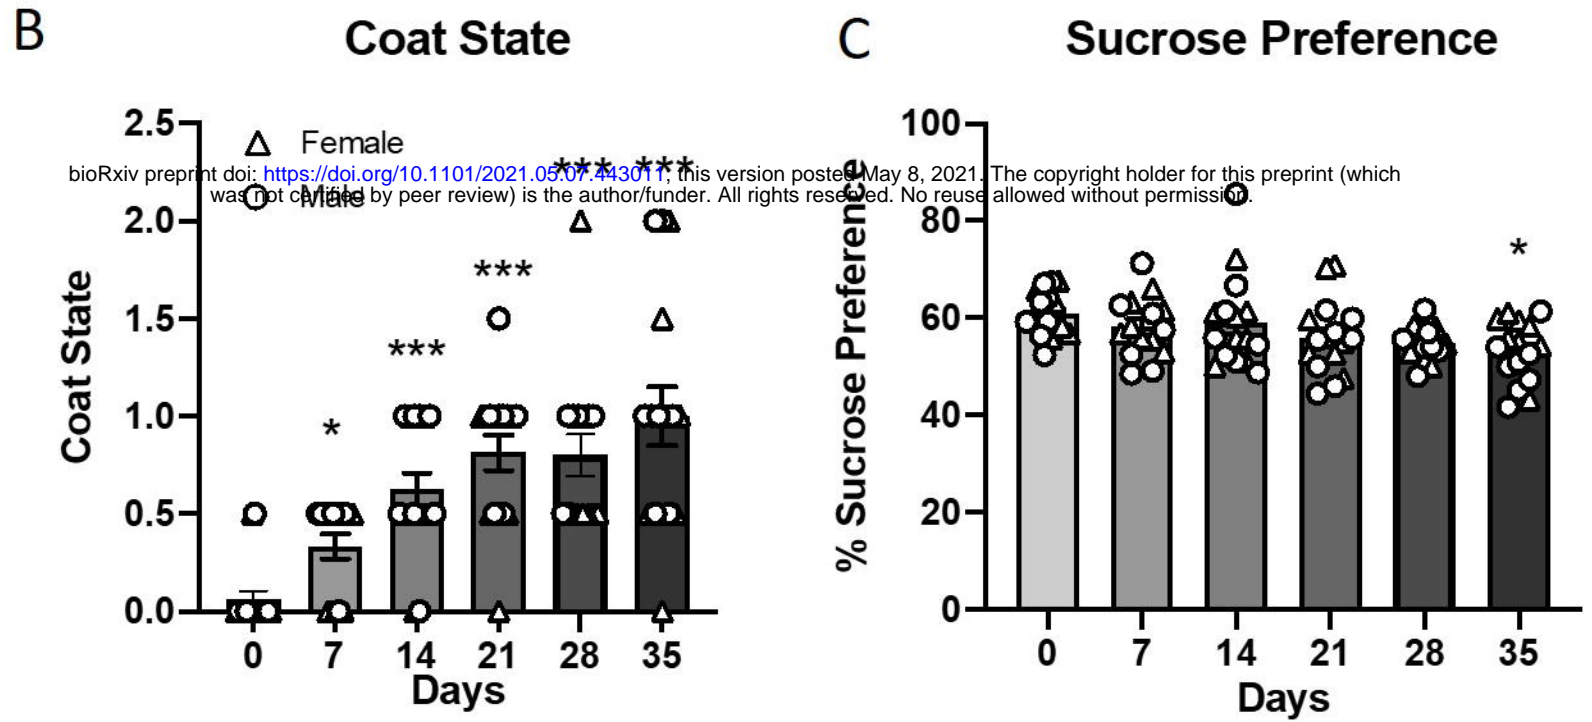 B
Coat State
C
Sucrose Preference
2.5
2.0
1.5
1.0
0.5
0.0
Coat State
Female
Male
*
***
***
***
***
0
7
14
21
28
35
Days
bioRxiv preprint doi: https://doi.org/10.1101/2021.05.07.443011; this version posted May 8, 2021. The copyright holder for this preprint (which
was not certified by peer review) is the author/funder. All rights reserved. No reuse allowed without permission.
100
80
60
40
20
0
% Sucrose Preference
*
0
7
14
21
28
35
Days